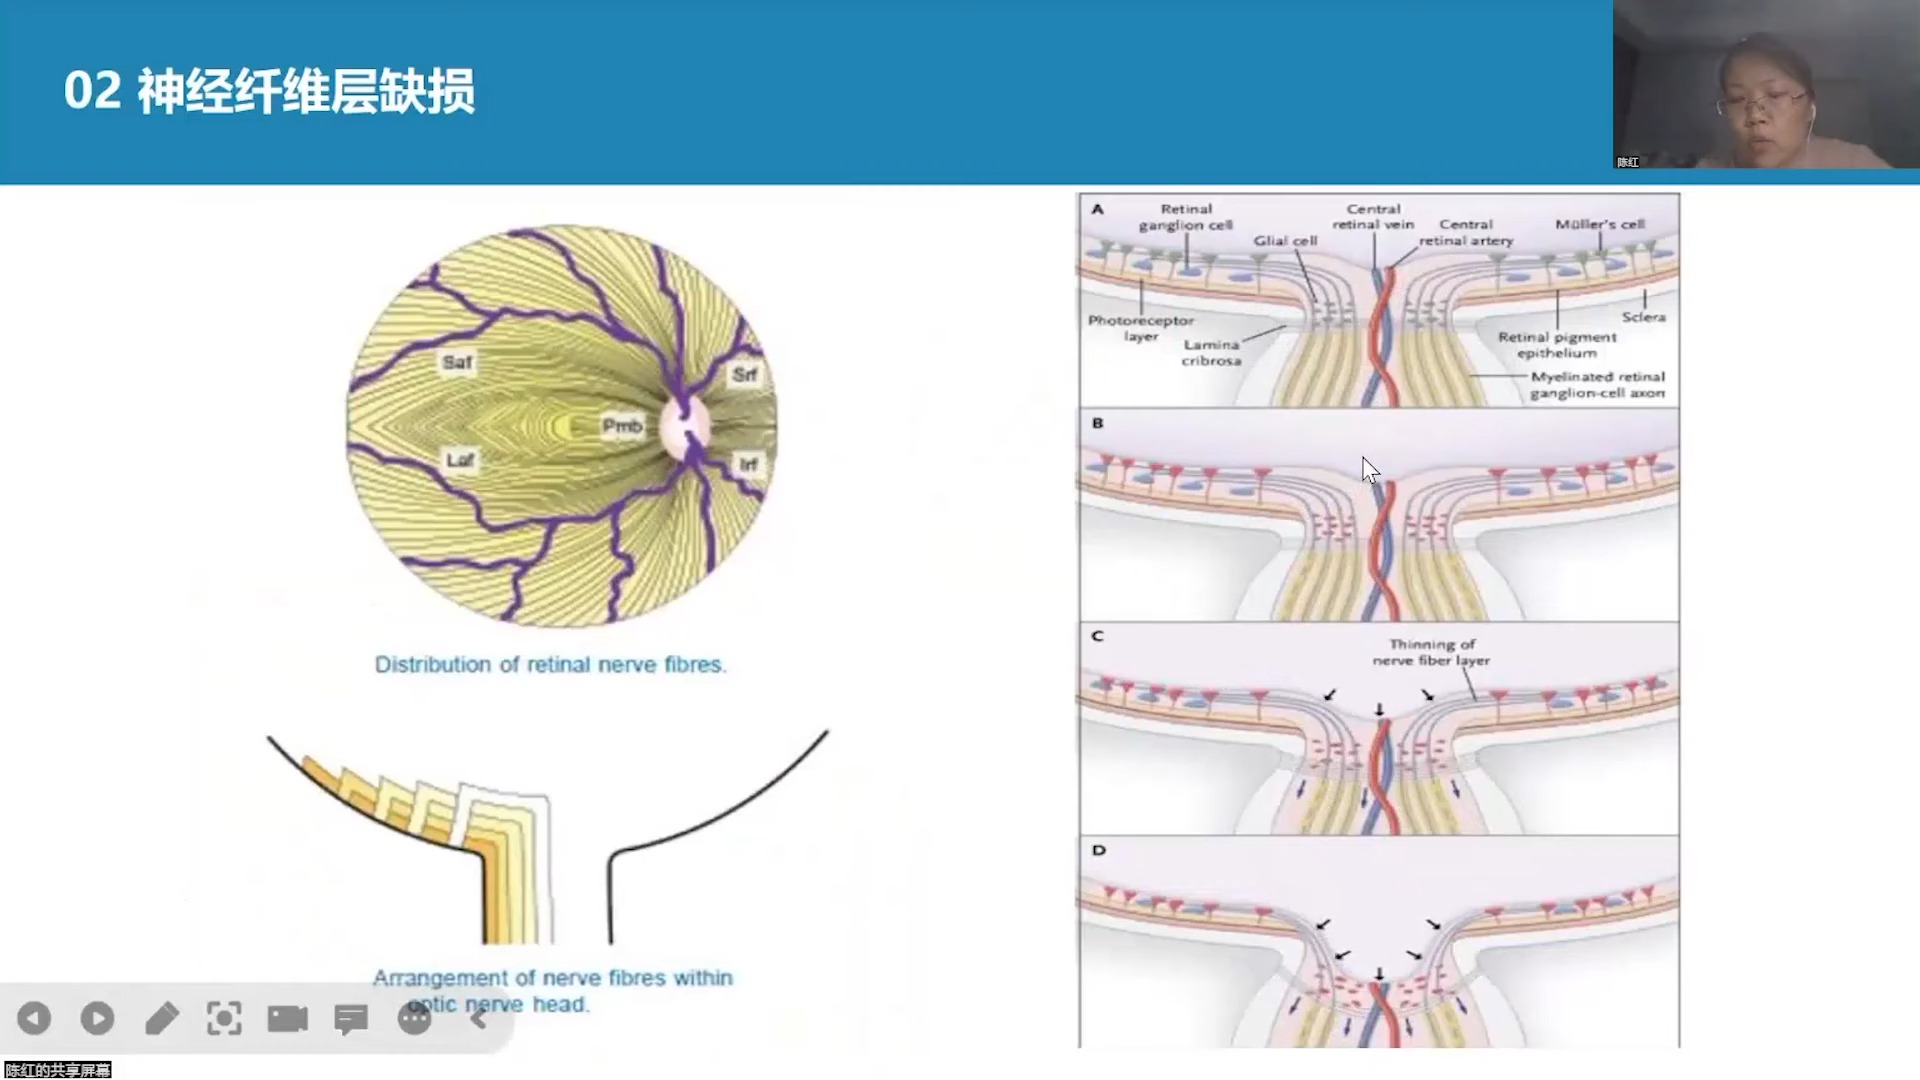 02 神经纤维层缺损
陈红
Saf
Srf
Pmb
Laf
Irf
Distribution of retinal nerve fibres.
Arrangement of nerve fibres within
optic nerve head.
A
Retinal
ganglion cell
Glial cell
Central
retinal vein
Central
retinal artery
Müller's cell
Photoreceptor
layer
Lamina
cribrosa
Sclera
Retinal pigment
epithelium
Myelinated retinal
ganglion-cell axon
B
C
Thinning of
nerve fiber layer
D
陈红的共享屏幕